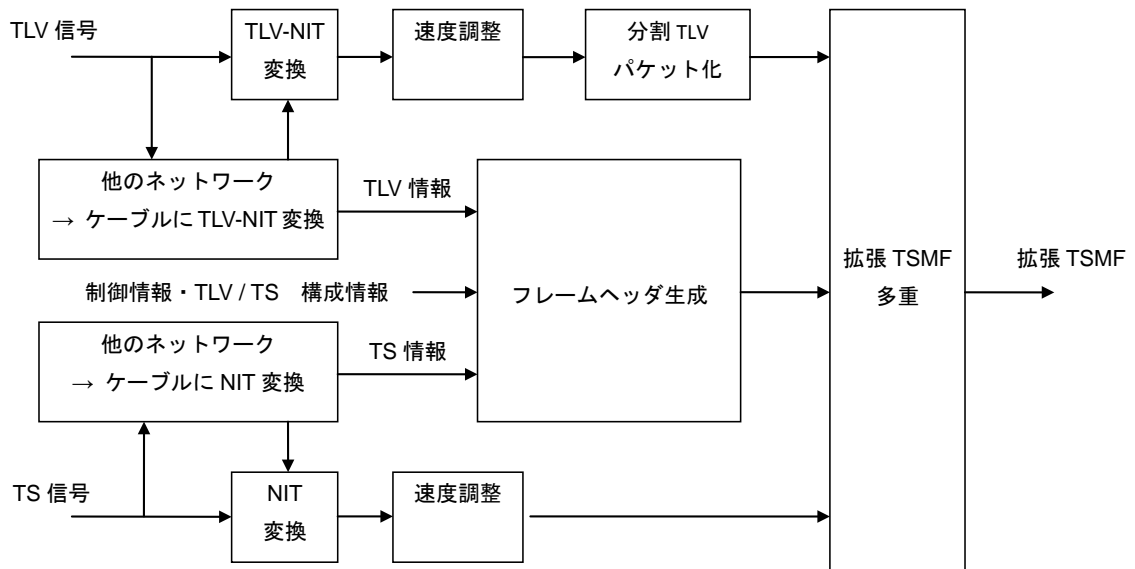 TLV 信号
TLV-NIT
変換
速度調整
分割 TLV
パケット化
他のネットワーク
→ ケーブルに TLV-NIT 変換
TLV 情報
制御情報・TLV / TS　構成情報
フレームヘッダ生成
拡張 TSMF
多重
拡張 TSMF
他のネットワーク
→ ケーブルに NIT 変換
TS 情報
TS 信号
NIT
変換
速度調整